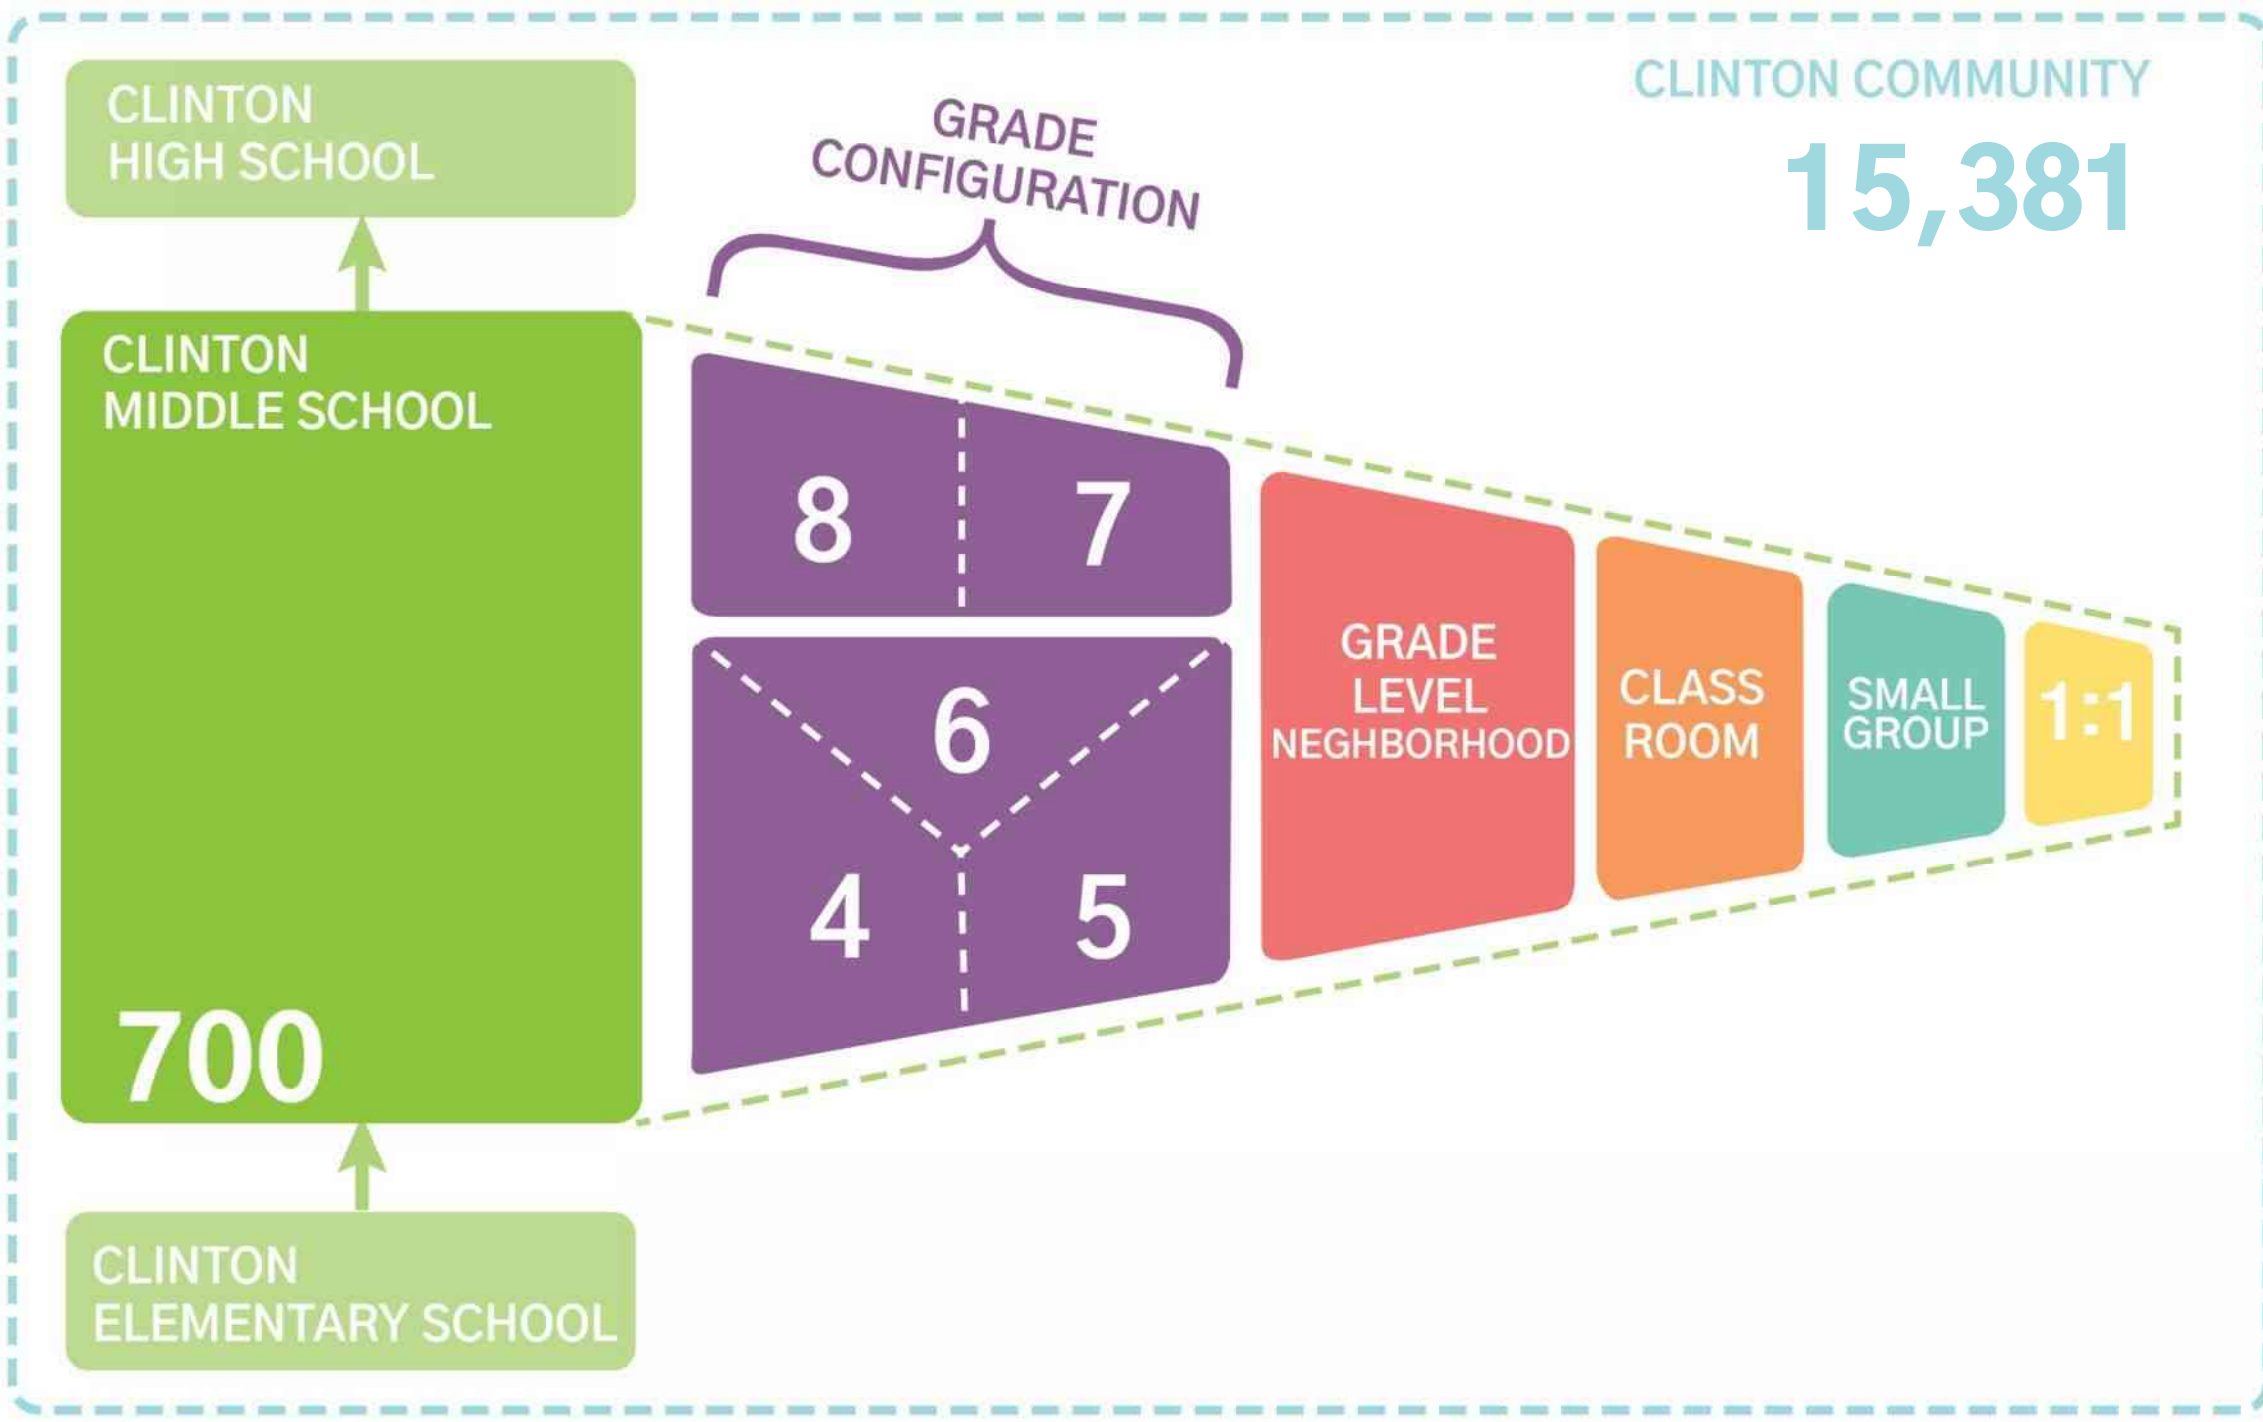 CLINTON
HIGH SCHOOL
GRADE
CONFIGURATION
CLINTON COMMUNITY
15,381
CLINTON
MIDDLE SCHOOL
700
8
7
6
4
5
GRADE
LEVEL
NEGHBORHOOD
CLASS
ROOM
SMALL
GROUP
1:1
CLINTON
ELEMENTARY SCHOOL